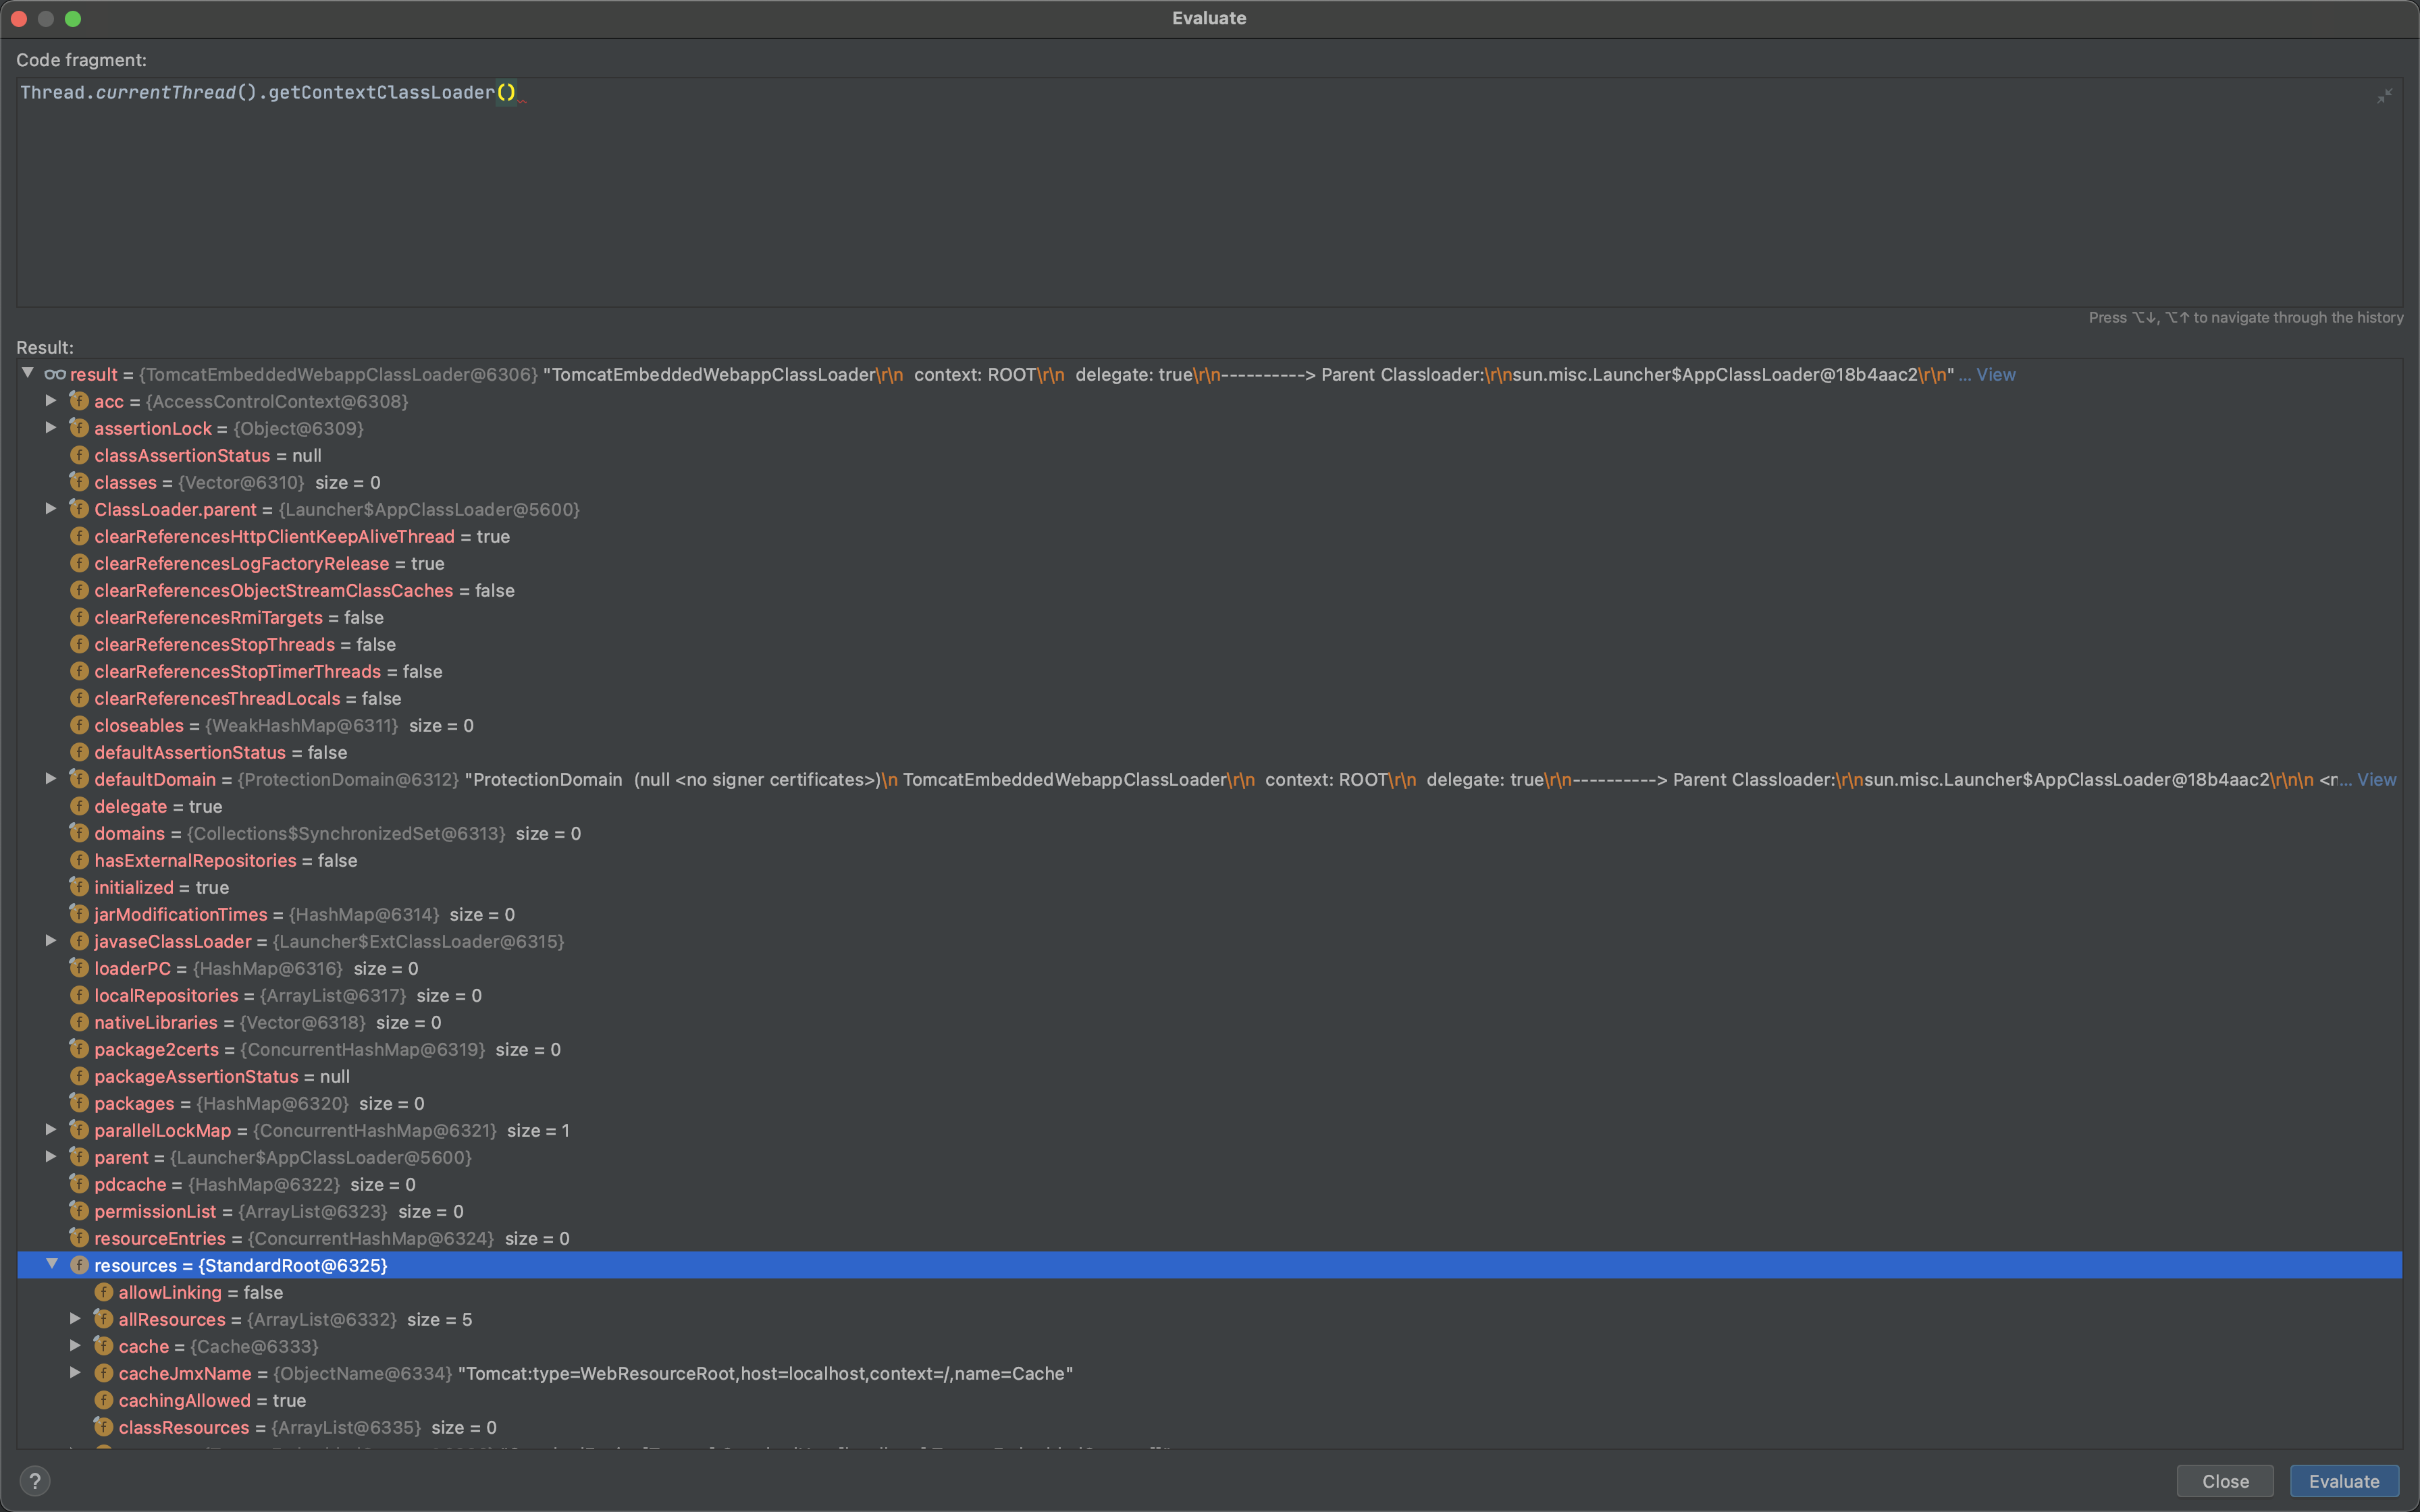 Evaluate
Code fragment:
Thread.currentThread().getContextClassLoader()
Press ⌥↓, ⌥↑ to navigate through the history
Result:
result = {TomcatEmbeddedWebappClassLoader@6306} "TomcatEmbeddedWebappClassLoader\r\n  context: ROOT\r\n  delegate: true\r\n----------> Parent Classloader:\r\nsun.misc.Launcher$AppClassLoader@18b4aac2\r\n" ... View
acc = {AccessControlContext@6308}
assertionLock = {Object@6309}
classAssertionStatus = null
classes = {Vector@6310}  size = 0
ClassLoader.parent = {Launcher$AppClassLoader@5600}
clearReferencesHttpClientKeepAliveThread = true
clearReferencesLogFactoryRelease = true
clearReferencesObjectStreamClassCaches = false
clearReferencesRmiTargets = false
clearReferencesStopThreads = false
clearReferencesStopTimerThreads = false
clearReferencesThreadLocals = false
closeables = {WeakHashMap@6311}  size = 0
defaultAssertionStatus = false
defaultDomain = {ProtectionDomain@6312} "ProtectionDomain  (null <no signer certificates>)\n TomcatEmbeddedWebappClassLoader\r\n  context: ROOT\r\n  delegate: true\r\n----------> Parent Classloader:\r\nsun.misc.Launcher$AppClassLoader@18b4aac2\r\n\n <r... View
delegate = true
domains = {Collections$SynchronizedSet@6313}  size = 0
hasExternalRepositories = false
initialized = true
jarModificationTimes = {HashMap@6314}  size = 0
javaseClassLoader = {Launcher$ExtClassLoader@6315}
loaderPC = {HashMap@6316}  size = 0
localRepositories = {ArrayList@6317}  size = 0
nativeLibraries = {Vector@6318}  size = 0
package2certs = {ConcurrentHashMap@6319}  size = 0
packageAssertionStatus = null
packages = {HashMap@6320}  size = 0
parallelLockMap = {ConcurrentHashMap@6321}  size = 1
parent = {Launcher$AppClassLoader@5600}
pdcache = {HashMap@6322}  size = 0
permissionList = {ArrayList@6323}  size = 0
resourceEntries = {ConcurrentHashMap@6324}  size = 0
resources = {StandardRoot@6325}
allowLinking = false
allResources = {ArrayList@6332}  size = 5
cache = {Cache@6333}
cacheJmxName = {ObjectName@6334} "Tomcat:type=WebResourceRoot,host=localhost,context=/,name=Cache"
cachingAllowed = true
classResources = {ArrayList@6335}  size = 0
?
Close
Evaluate